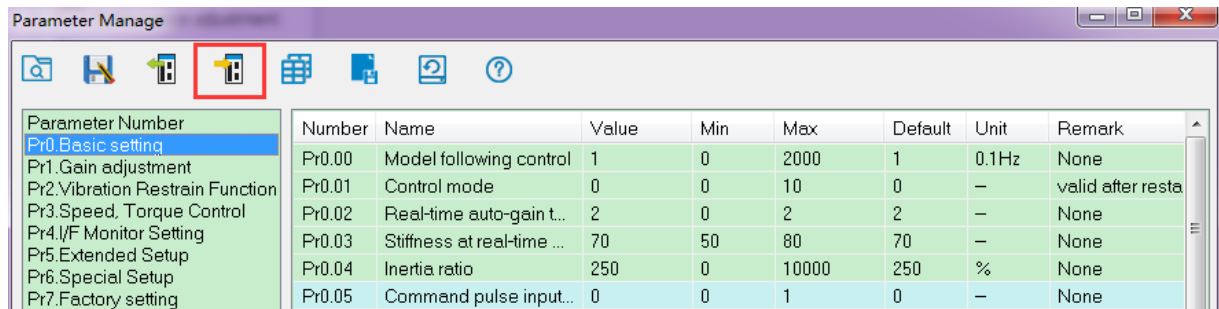 Parameter Manage
Parameter Number
Pr0.Basic setting
Pr1.Gain adjustment
Pr2.Vibration Restrain Function
Pr3.Speed, Torque Control
Pr4.I/F Monitor Setting
Pr5.Extended Setup
Pr6.Special Setup
Pr7.Factory setting
Number Name Value Min Max Default Unit Remark
Pr0.00 Model following control 1 0 2000 1 0.1Hz None
Pr0.01 Control mode 0 0 10 0 – valid after resta
Pr0.02 Real-time auto-gain t... 2 0 2 2 – None
Pr0.03 Stiffness at real-time ... 70 50 80 70 – None
Pr0.04 Inertia ratio 250 0 10000 250 % None
Pr0.05 Command pulse input... 0 0 1 0 – None